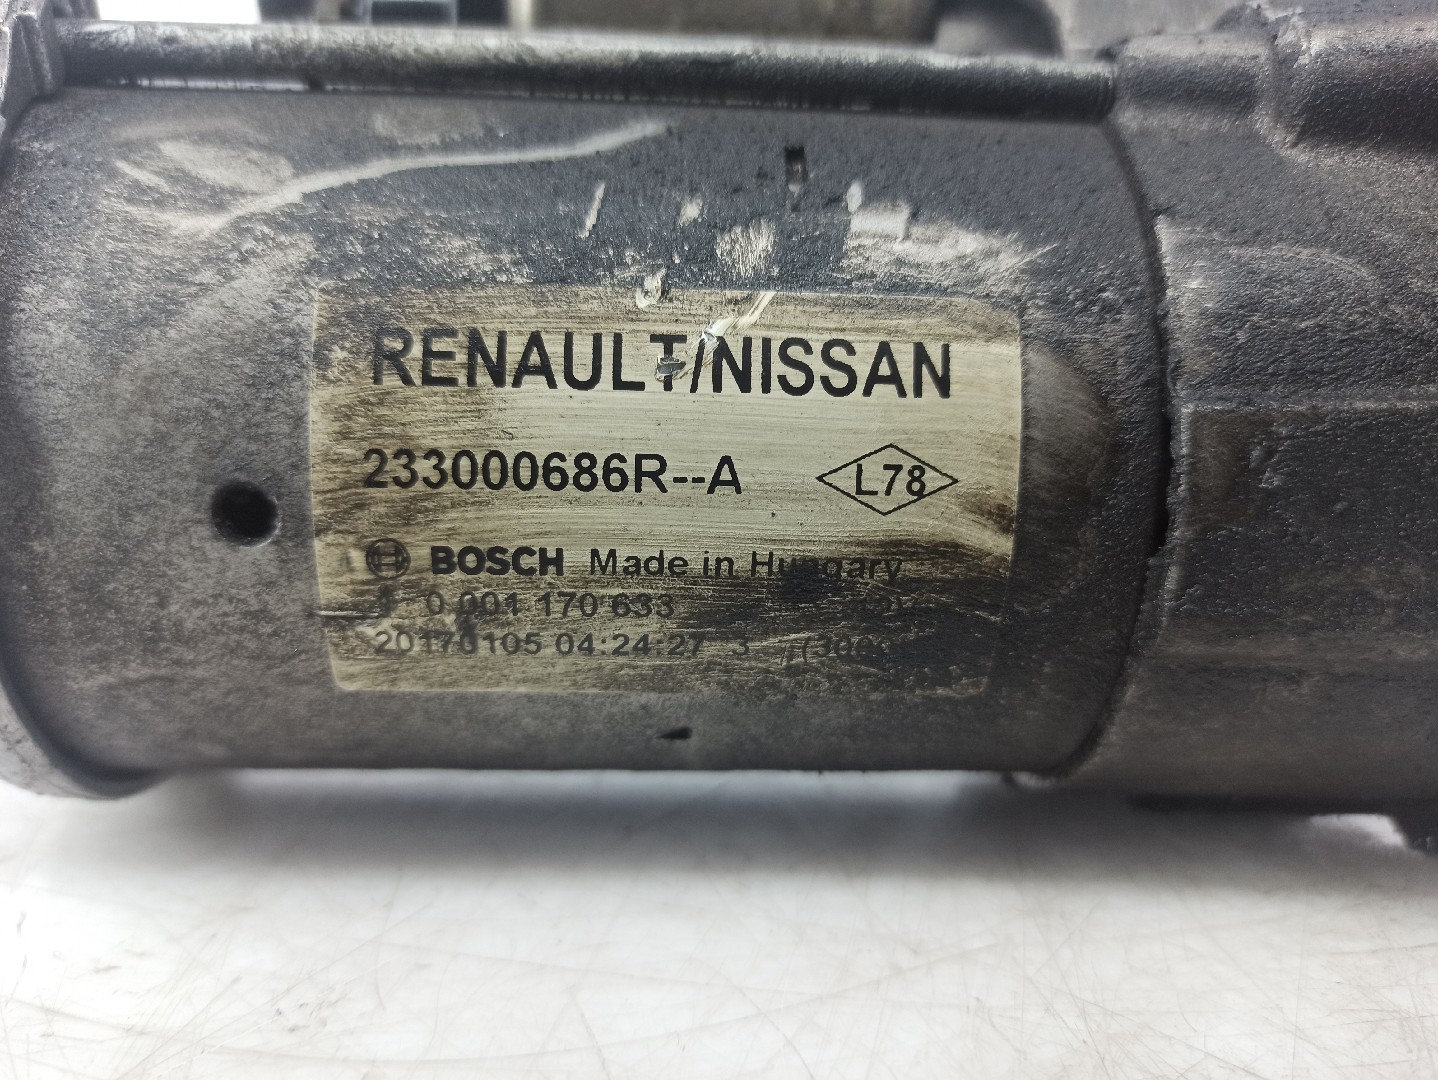 RENAULT/NISSAN
233000686R--A
L78
BOSCH Made in Hungary
0 001 170 633
20170105 04:24:27 3